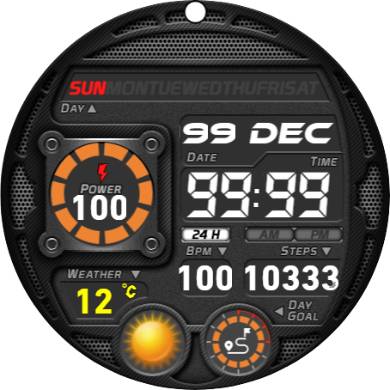 SUNMONTUEWEDTHUFRISAT
DAY ▲
99 DEC
DATE TIME
99:99
POWER
100
24 H AM PM
BPM ▼ STEPS ▼
100 10333
WEATHER ▼
12 °C
◄ DAY
GOAL